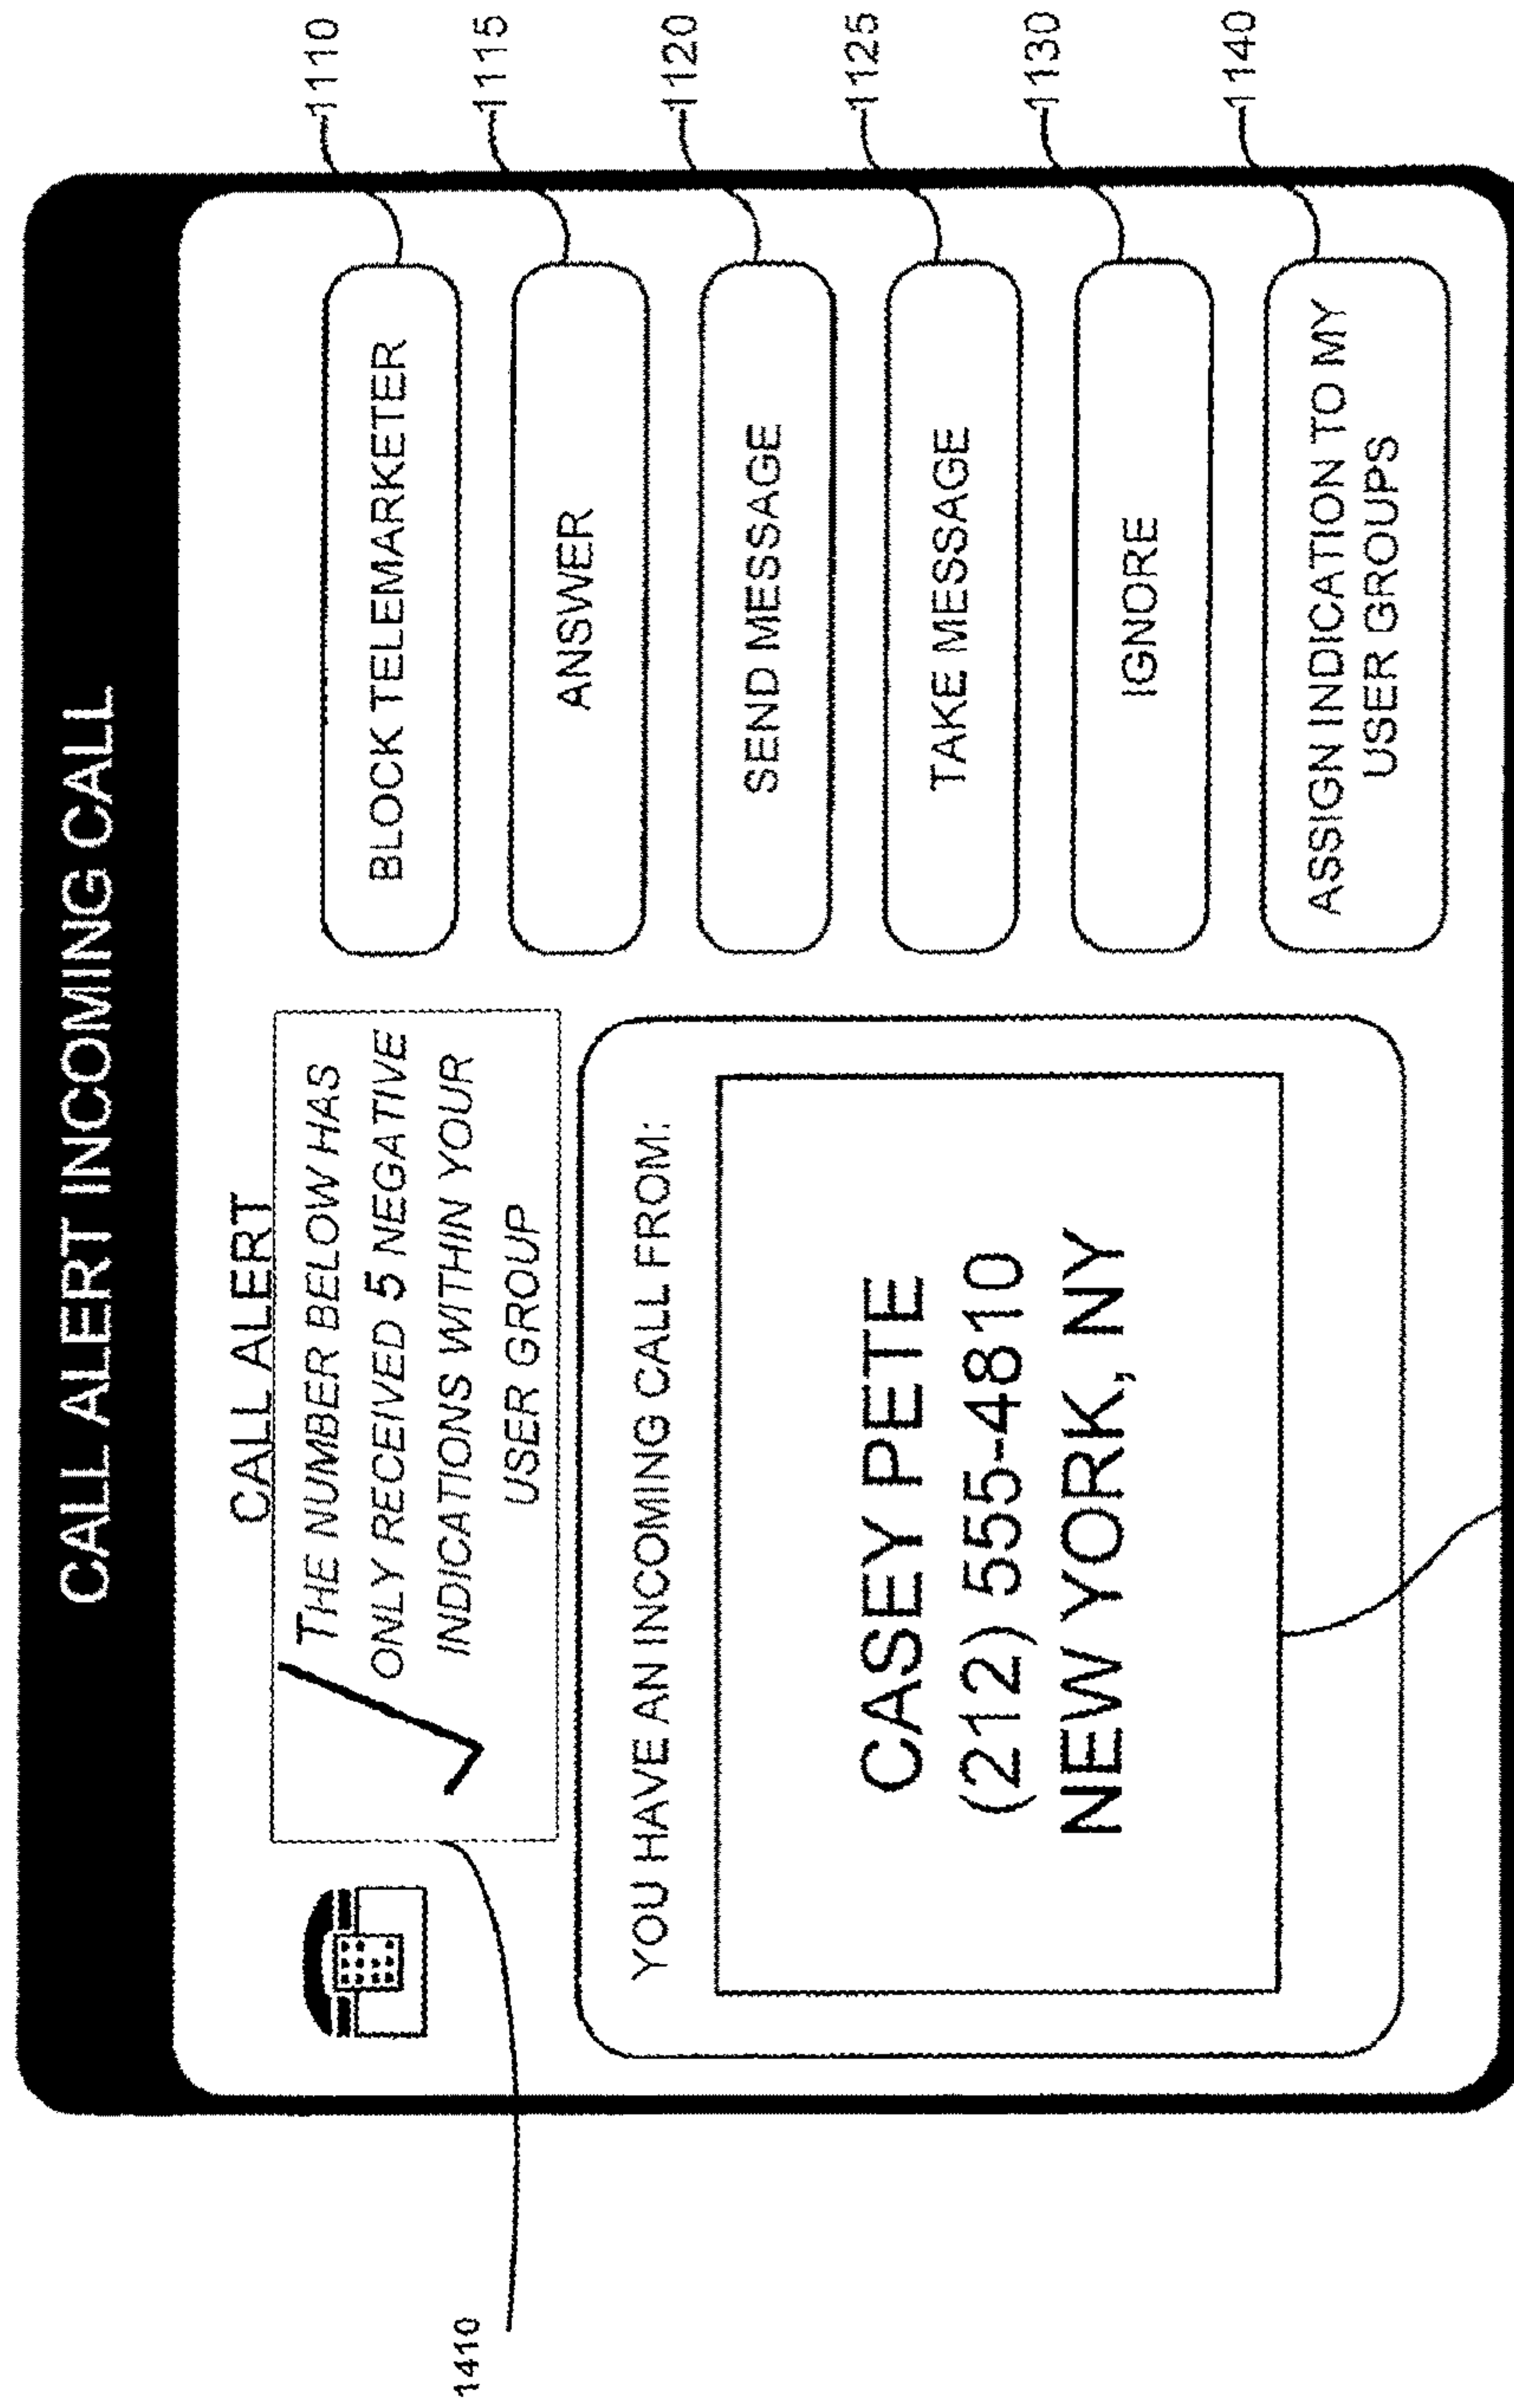 CALL ALERT INCOMING CALL
CALL ALERT
THE NUMBER BELOW HAS
ONLY RECEIVED 5 NEGATIVE
INDICATIONS WITHIN YOUR
USER GROUP
1410
YOU HAVE AN INCOMING CALL FROM:
CASEY PETE
(212) 555-4810
NEW YORK, NY
BLOCK TELEMARKETER
1110
ANSWER
1115
SEND MESSAGE
1120
TAKE MESSAGE
1125
IGNORE
1130
ASSIGN INDICATION TO MY
USER GROUPS
1140